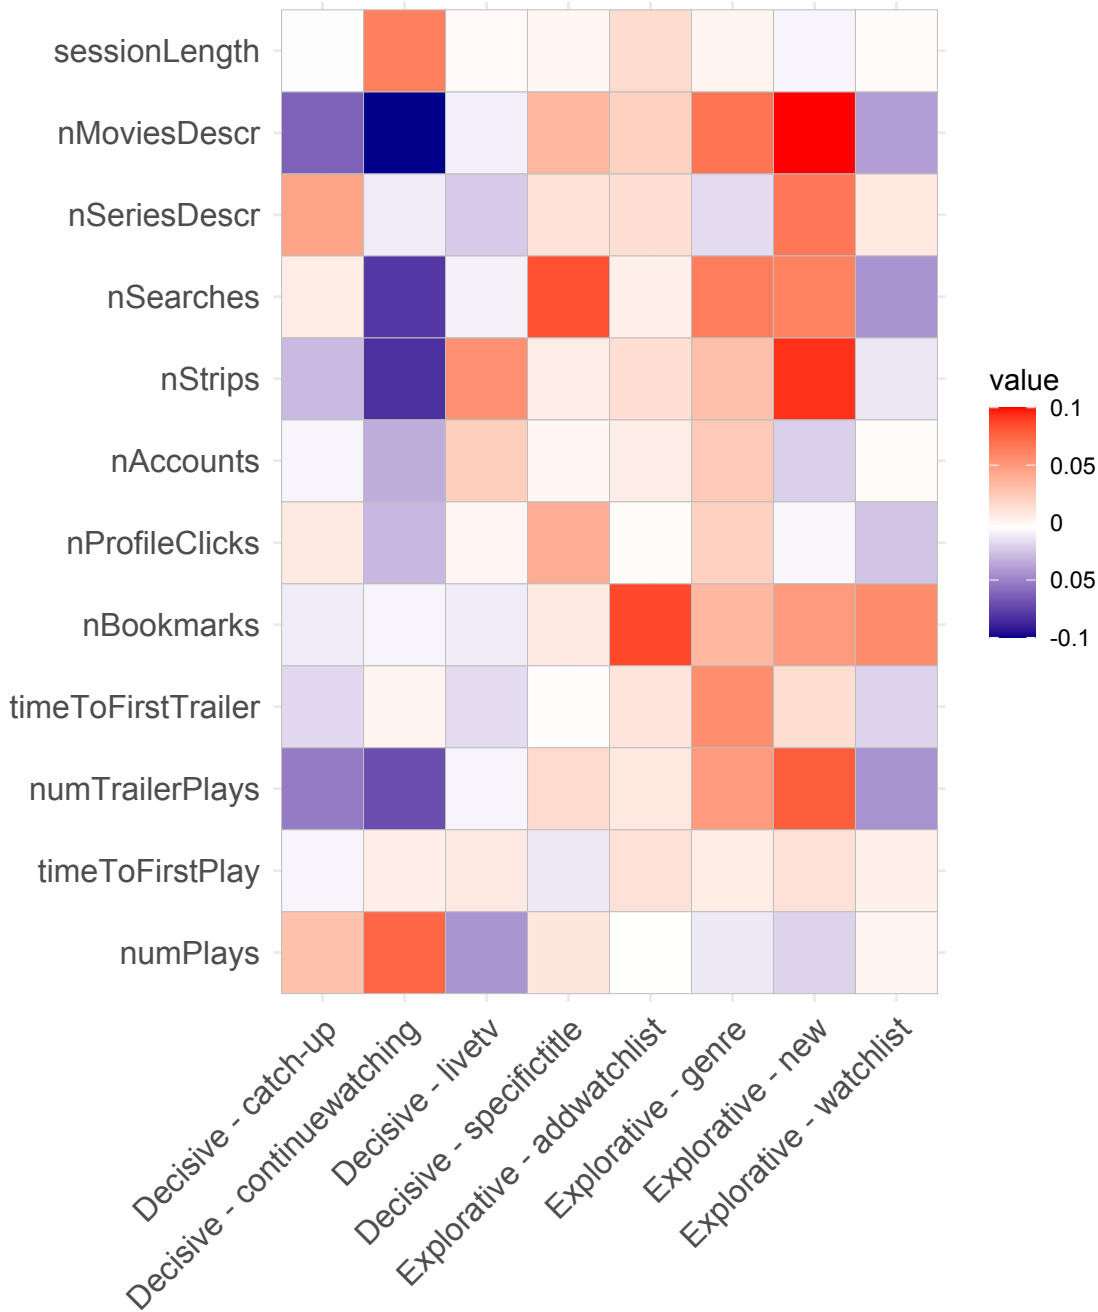 sessionLength
nMoviesDescr
nSeriesDescr
nSearches
nStrips
nAccounts
nProfileClicks
nBookmarks
timeToFirstTrailer
numTrailerPlays
timeToFirstPlay
numPlays
value
0.1
0.05
0
0.05
-0.1
Decisive - catch-up
Decisive - continuewatching
Decisive - livetv
Decisive - specifictitle
Explorative - addwatchlist
Explorative - genre
Explorative - new
Explorative - watchlist